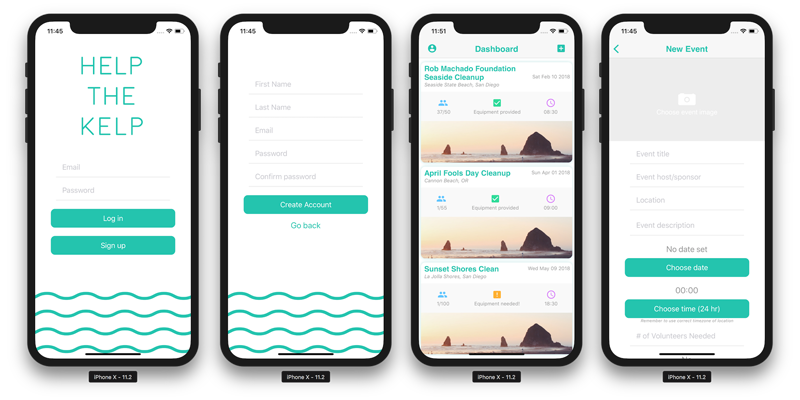 11:45
HELP
THE
KELP
Email
Password
Log in
Sign up
iPhone X - 11.2
11:45
First Name
Last Name
Email
Password
Confirm password
Create Account
Go back
iPhone X - 11.2
11:51
Dashboard
Rob Machado Foundation
Seaside Cleanup
Sat Feb 10 2018
Seaside State Beach, San Diego
37/50
Equipment provided
08:30
April Fools Day Cleanup
Sun Apr 01 2018
Cannon Beach, OR
1/65
Equipment provided
09:00
Sunset Shores Clean
Wed May 09 2018
La Jolla Shores, San Diego
1/100
Equipment needed!
18:30
iPhone X - 11.2
11:45
New Event
Choose event image
Event title
Event host/sponsor
Location
Event description
No date set
Choose date
00:00
Choose time (24 hr)
Remember to use correct timezone of location
# of Volunteers Needed
iPhone X - 11.2